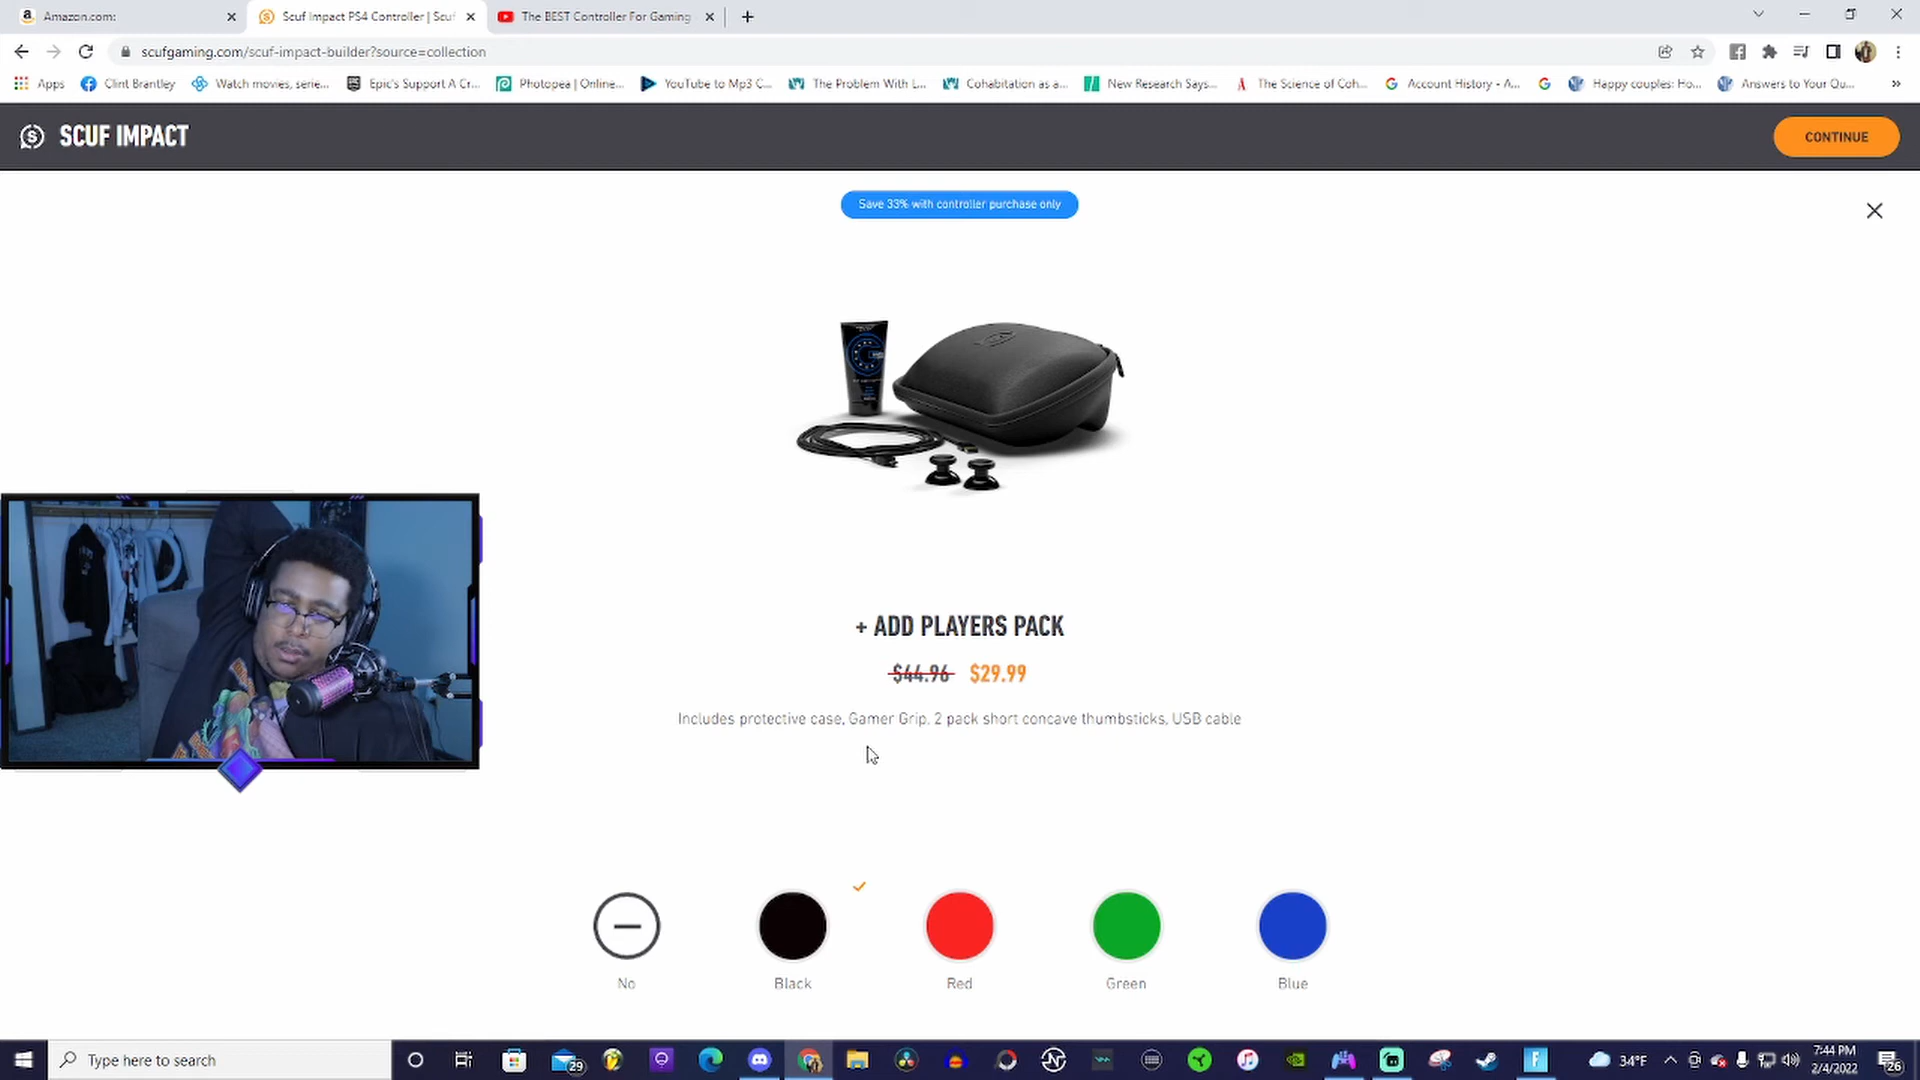 Amazon.com:
Scuf Impact PS4 Controller | Scuf
The BEST Controller For Gaming
scufgaming.com/scuf-impact-builder?source=collection
Apps
Clint Brantley
Watch movies, serie...
Epic's Support A Cr...
Photopea | Online...
YouTube to Mp3 C...
The Problem With L...
Cohabitation as a...
New Research Says...
The Science of Coh...
Account History - A...
Happy couples: Ho...
Answers to Your Qu...
SCUF IMPACT
CONTINUE
Save 33% with controller purchase only
+ ADD PLAYERS PACK
$44.96 $29.99
Includes protective case, Gamer Grip, 2 pack short concave thumbsticks, USB cable
No
Black
Red
Green
Blue
Type here to search
29
34°F
7:44 PM
2/4/2022
26